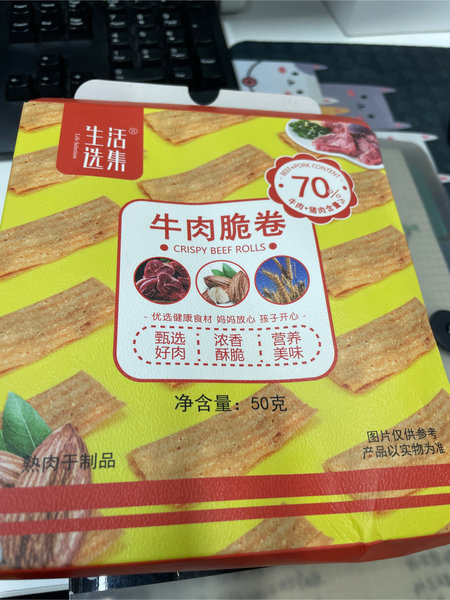 生活
选集
®
Life Selection
BEEF+PORK CONTENT
70%
牛肉+猪肉含量
牛肉脆卷
CRISPY BEEF ROLLS
优选健康食材 妈妈放心 孩子开心
甄选 浓香 营养
好肉 酥脆 美味
净含量：50克
熟肉干制品
图片仅供参考
产品以实物为准